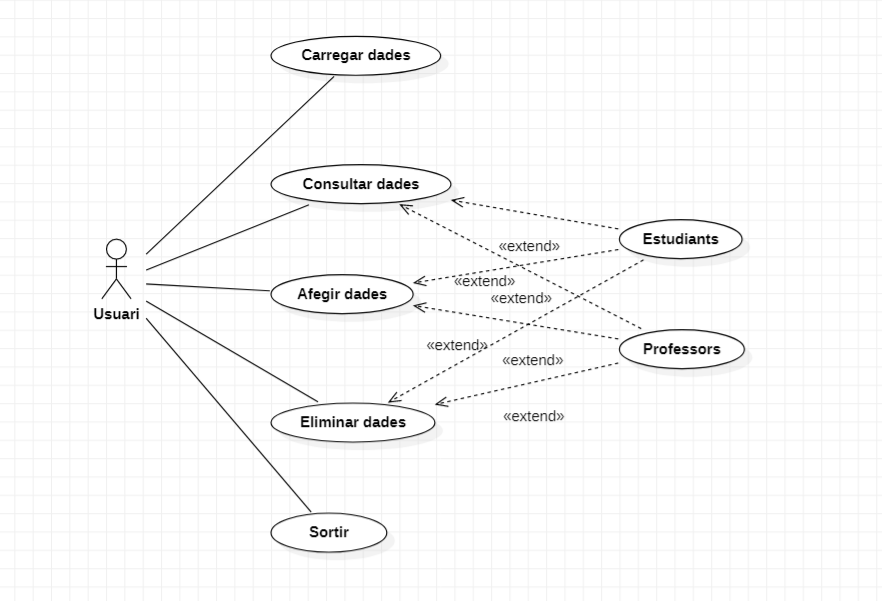 Carregar dades
Consultar dades
Estudiants
«extend»
«extend»
Afegir dades
«extend»
Usuari
«extend»
Professors
«extend»
«extend»
Eliminar dades
Sortir